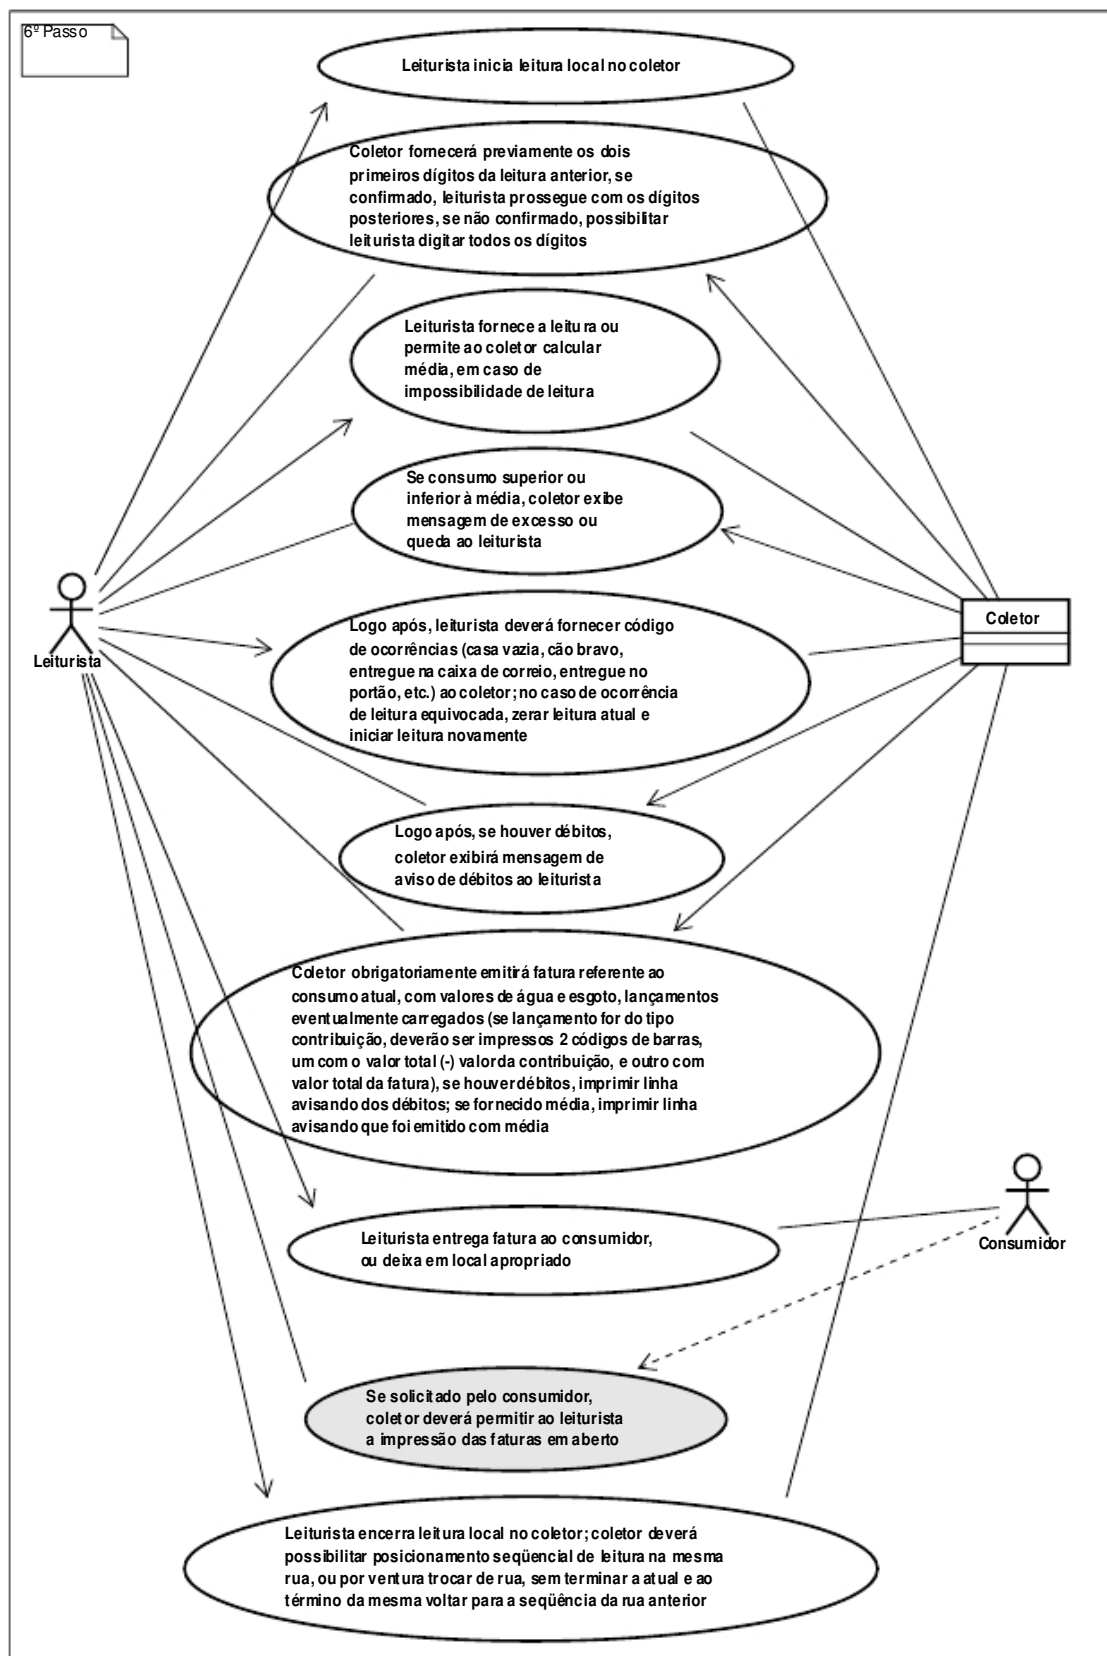 6º Passo
Leiturista inicia leitura local no coletor
Coletor fornecerá previamente os dois
primeiros dígitos da leitura anterior, se
confirmado, leiturista prossegue com os dígitos
posteriores, se não confirmado, possibilitar
leiturista digitar todos os dígitos
Leiturista fornece a leitura ou
permite ao coletor calcular
média, em caso de
impossibilidade de leitura
Se consumo superior ou
inferior à média, coletor exibe
mensagem de excesso ou
queda ao leiturista
Leiturista
Coletor
Logo após, leiturista deverá fornecer código
de ocorrências (casa vazia, cão bravo,
entregue na caixa de correio, entregue no
portão, etc.) ao coletor; no caso de ocorrência
de leitura equivocada, zerar leitura atual e
iniciar leitura novamente
Logo após, se houver débitos,
coletor exibirá mensagem de
aviso de débitos ao leiturista
Coletor obrigatoriamente emitirá fatura referente ao
consumo atual, com valores de água e esgoto, lançamentos
eventualmente carregados (se lançamento for do tipo
contribuição, deverão ser impressos 2 códigos de barras,
um com o valor total (-) valor da contribuição, e outro com
valor total da fatura), se houver débitos, imprimir linha
avisando dos débitos; se fornecido média, imprimir linha
avisando que foi emitido com média
Leiturista entrega fatura ao consumidor,
ou deixa em local apropriado
Consumidor
Se solicitado pelo consumidor,
coletor deverá permitir ao leiturista
a impressão das faturas em aberto
Leiturista encerra leitura local no coletor; coletor deverá
possibilitar posicionamento seqüencial de leitura na mesma
rua, ou por ventura trocar de rua, sem terminar a atual e ao
término da mesma voltar para a seqüência da rua anterior